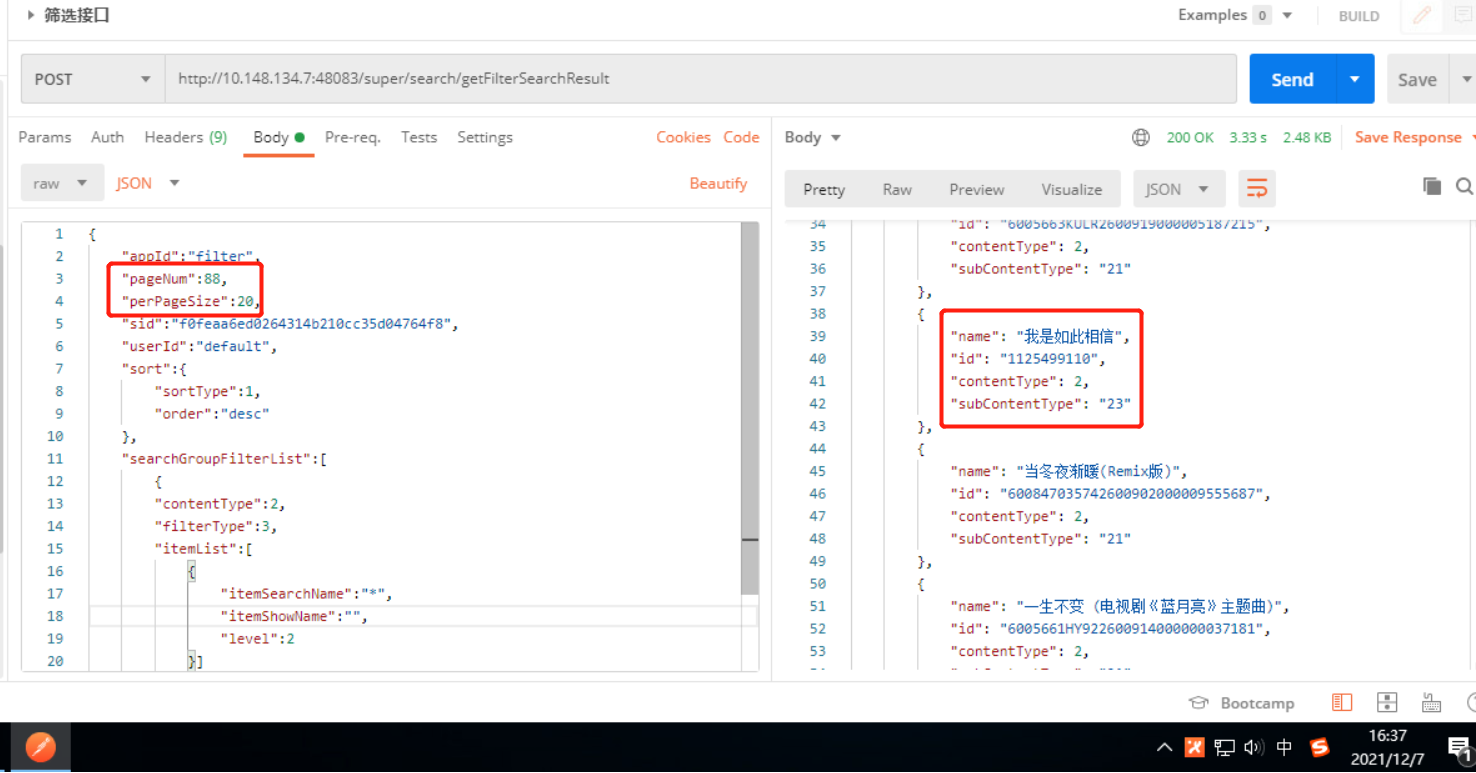 筛选接口
Examples 0
BUILD
POST
http://10.148.134.7:48083/super/search/getFilterSearchResult
Send
Save
Params Auth Headers (9) Body Pre-req. Tests Settings Cookies Code
raw JSON Beautify
1 {
2 "appId":"filter",
3 "pageNum":88,
4 "perPageSize":20,
5 "sid":"f0feaa6ed0264314b210cc35d04764f8",
6 "userId":"default",
7 "sort":{
8 "sortType":1,
9 "order":"desc"
10 },
11 "searchGroupFilterList":[
12 {
13 "contentType":2,
14 "filterType":3,
15 "itemList":[
16 {
17 "itemSearchName":"*",
18 "itemShowName":"",
19 "level":2
20 }]
Body 200 OK 3.33 s 2.48 KB Save Response
Pretty Raw Preview Visualize JSON
34 "id": "6005663KULR2600919000005187215",
35 "contentType": 2,
36 "subContentType": "21"
37 },
38 {
39 "name": "我是如此相信",
40 "id": "1125499110",
41 "contentType": 2,
42 "subContentType": "23"
43 },
44 {
45 "name": "当冬夜渐暖(Remix版)",
46 "id": "600847035742600902000009555687",
47 "contentType": 2,
48 "subContentType": "21"
49 },
50 {
51 "name": "一生不变 (电视剧《蓝月亮》主题曲)",
52 "id": "6005661HY922600914000000037181",
53 "contentType": 2,
Bootcamp
中
16:37
2021/12/7
1